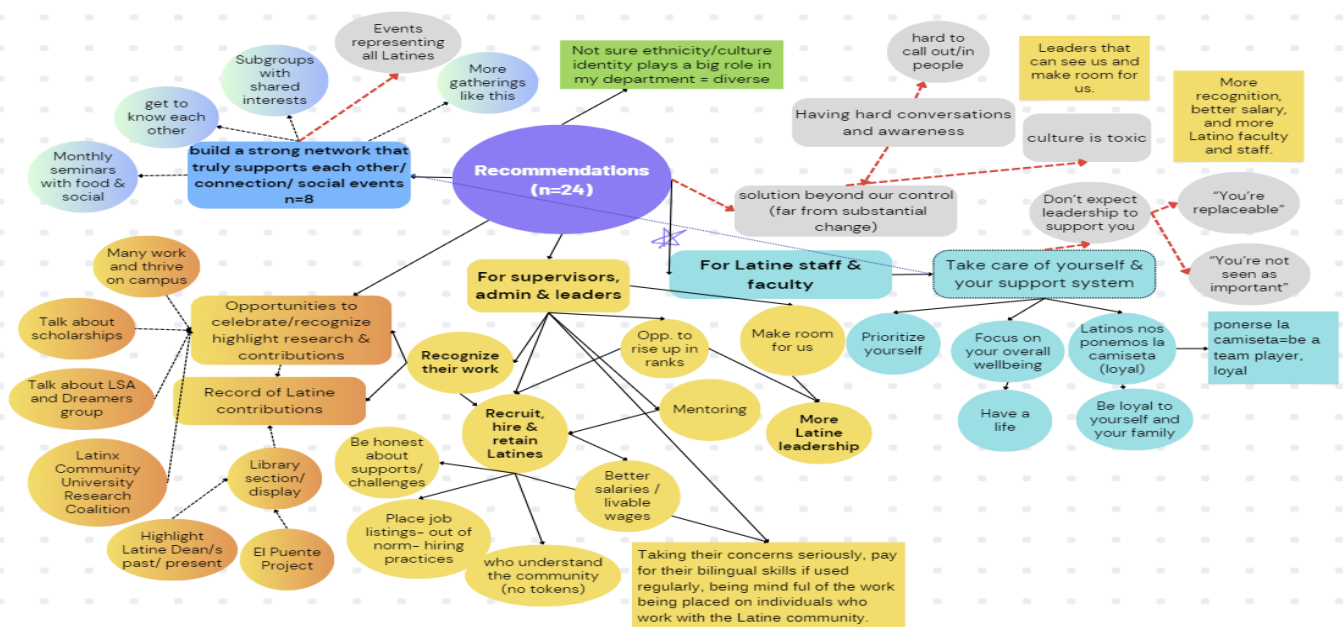 Events
representing
all Latines
Subgroups
with
shared
interests
More
gatherings
like this
get to
know each
other
Monthly
seminars
with food &
social
build a strong network that
truly supports each other/
connection/ social events
n=8
Not sure ethnicity/culture
identity plays a big role in
my department = diverse
Recommendations
(n=24)
hard to
call out/in
people
Having hard conversations
and awareness
culture is toxic
solution beyond our control
(far from substantial
change)
Leaders that
can see us and
make room for
us.
More
recognition,
better salary,
and more
Latino faculty
and staff.
Don't expect
leadership to
support you
"You're
replaceable"
"You're not
seen as
important"
For Latine staff &
faculty
Take care of yourself &
your support system
Prioritize
yourself
Focus on
your overall
wellbeing
Have a
life
Latinos nos
ponemos la
camiseta
(loyal)
Be loyal to
yourself and
your family
ponerse la
camiseta=be a
team player,
loyal
For supervisors,
admin & leaders
Recognize
their work
Opp. to
rise up in
ranks
Make room
for us
Mentoring
More
Latine
leadership
Recruit,
hire &
retain
Latines
Be honest
about
supports/
challenges
Place job
listings- out of
norm- hiring
practices
who understand
the community
(no tokens)
Better
salaries /
livable
wages
Taking their concerns seriously, pay
for their bilingual skills if used
regularly, being mind ful of the work
being placed on individuals who
work with the Latine community.
Many work
and thrive
on campus
Talk about
scholarships
Talk about LSA
and Dreamers
group
Latinx
Community
University
Research
Coalition
Opportunities to
celebrate/recognize
highlight research &
contributions
Record of Latine
contributions
Library
section/
display
Highlight
Latine Dean/s
past/ present
El Puente
Project